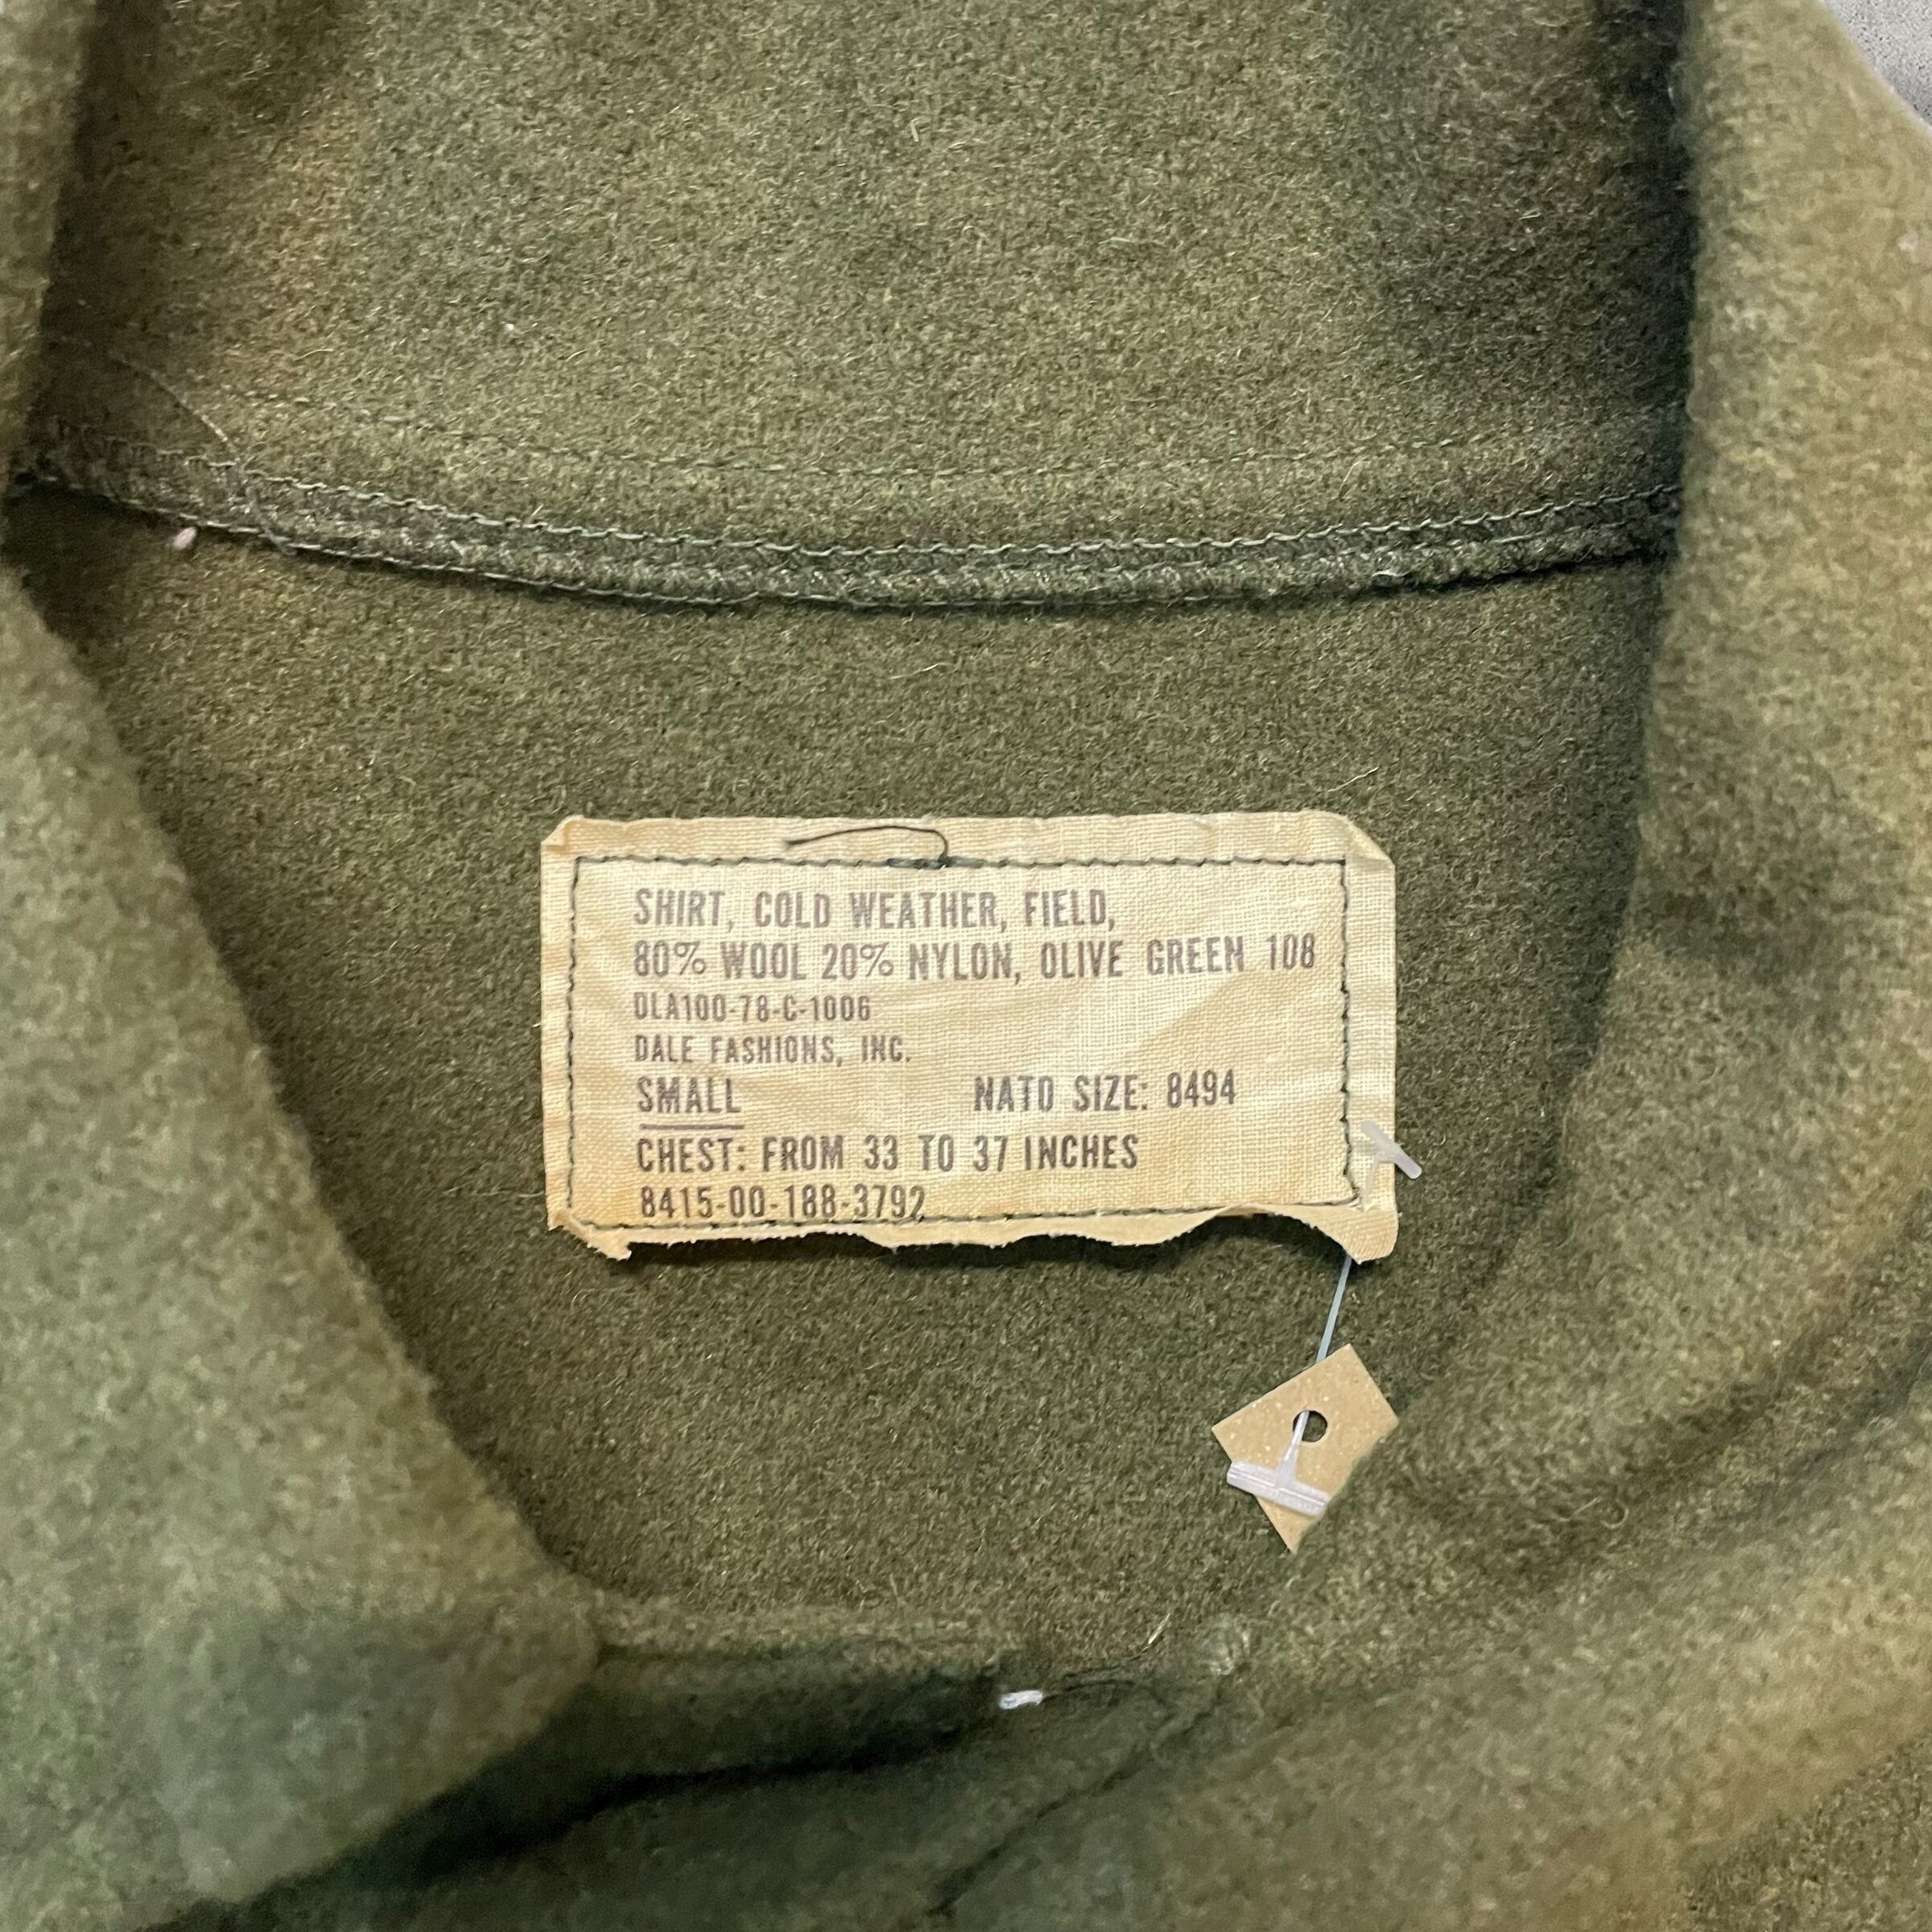 SHIRT, COLD WEATHER, FIELD,
80% WOOL 20% NYLON, OLIVE GREEN 108
DLA100-78-C-1006
DALE FASHIONS, INC.
SMALL NATO SIZE: 8494
CHEST: FROM 33 TO 37 INCHES
8415-00-188-3792